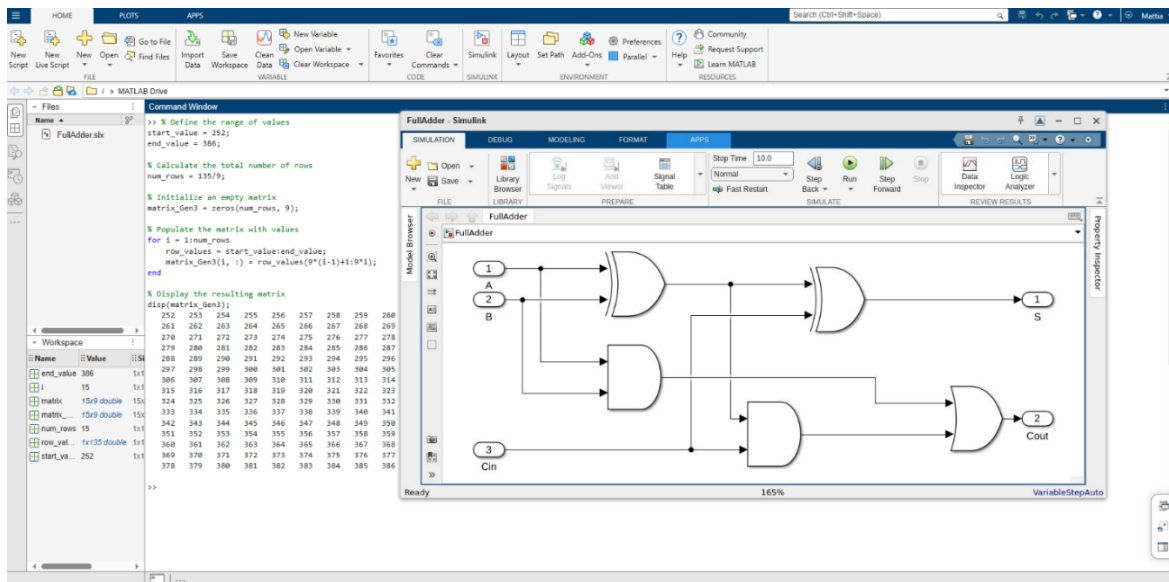 HOME PLOTS APPS
Search (Ctrl+Shift+Space)
Mattia
New Script
New Live Script
New
Open
Go to File
Find Files
FILE
Import Data
Save Workspace
Clean Data
New Variable
Open Variable
Clear Workspace
VARIABLE
Favorites
Clear Commands
CODE
Simulink
SIMULINK
Layout
Set Path
Add-Ons
Preferences
Parallel
ENVIRONMENT
Help
Community
Request Support
Learn MATLAB
RESOURCES
/ > MATLAB Drive
Files
Name
FullAdder.slx
Workspace
Name Value
end_value 386 1x1
i 15 1x1
matrix 15x9 double 15x
matrix_... 15x9 double 15x
num_rows 15 1x1
row_val... 1x135 double 1x1
start_va... 252 1x1
Command Window
>> % Define the range of values
start_value = 252;
end_value = 386;
% Calculate the total number of rows
num_rows = 135/9;
% Initialize an empty matrix
matrix_Gen3 = zeros(num_rows, 9);
% Populate the matrix with values
for i = 1:num_rows
row_values = start_value:end_value;
matrix_Gen3(i, :) = row_values(9*(i-1)+1:9*i);
end
% Display the resulting matrix
disp(matrix_Gen3);
252 253 254 255 256 257 258 259 260
261 262 263 264 265 266 267 268 269
270 271 272 273 274 275 276 277 278
279 280 281 282 283 284 285 286 287
288 289 290 291 292 293 294 295 296
297 298 299 300 301 302 303 304 305
306 307 308 309 310 311 312 313 314
315 316 317 318 319 320 321 322 323
324 325 326 327 328 329 330 331 332
333 334 335 336 337 338 339 340 341
342 343 344 345 346 347 348 349 350
351 352 353 354 355 356 357 358 359
360 361 362 363 364 365 366 367 368
369 370 371 372 373 374 375 376 377
378 379 380 381 382 383 384 385 386
>>
FullAdder - Simulink
SIMULATION DEBUG MODELING FORMAT APPS
New
Open
Save
FILE
Library Browser
LIBRARY
Log Signals
Add Viewer
Signal Table
PREPARE
Stop Time 10.0
Normal
Fast Restart
Step Back
Run
Step Forward
Stop
SIMULATE
Data Inspector
Logic Analyzer
REVIEW RESULTS
Model Browser
FullAdder
FullAdder
Property Inspector
1
A
2
B
3
Cin
1
S
2
Cout
Ready 165% VariableStepAuto